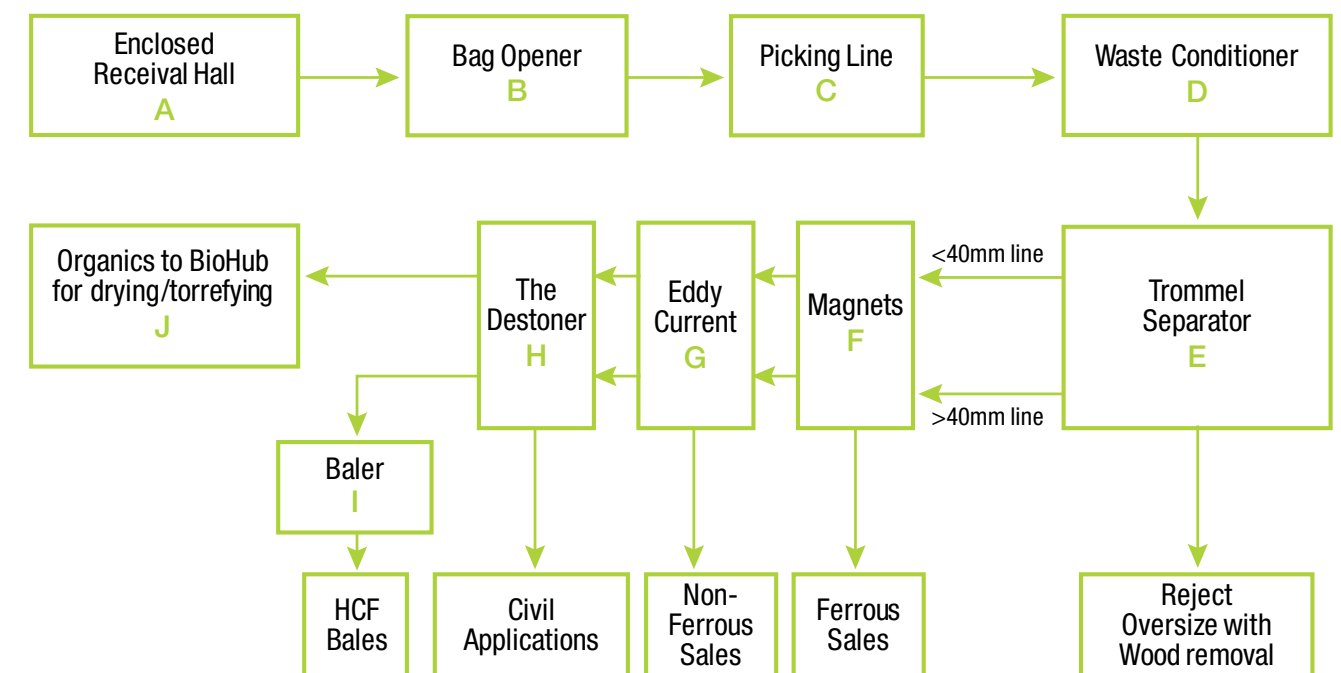 Enclosed
Receival Hall
A
Bag Opener
B
Picking Line
C
Waste Conditioner
D
Organics to BioHub
for drying/torrefying
J
The
Destoner
H
Eddy
Current
G
Magnets
F
<40mm line
>40mm line
Trommel
Separator
E
Baler
I
HCF
Bales
Civil
Applications
Non-
Ferrous
Sales
Ferrous
Sales
Reject
Oversize with
Wood removal